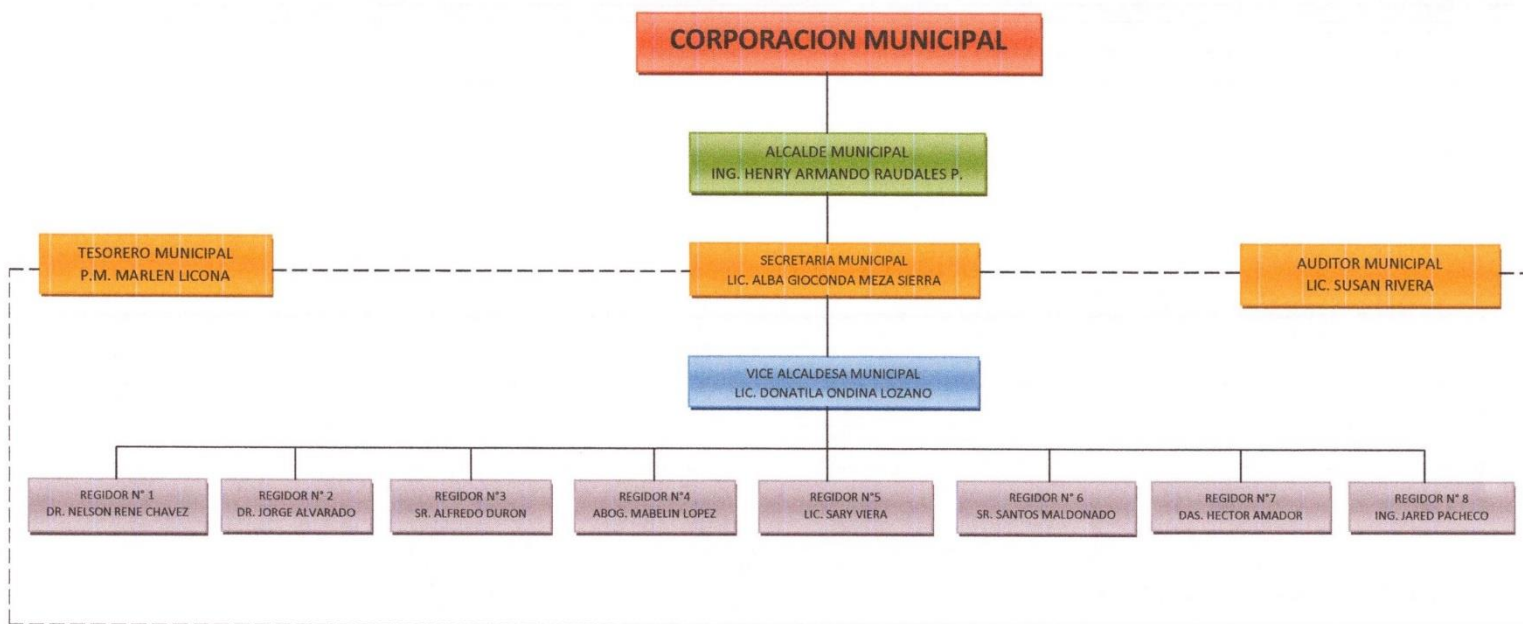 CORPORACION MUNICIPAL
ALCALDE MUNICIPAL
ING. HENRY ARMANDO RAUDALES P.
TESORERO MUNICIPAL
P.M. MARLEN LICONA
SECRETARIA MUNICIPAL
LIC. ALBA GIOCONDA MEZA SIERRA
AUDITOR MUNICIPAL
LIC. SUSAN RIVERA
VICE ALCALDESA MUNICIPAL
LIC. DONATILA ONDINA LOZANO
REGIDOR N° 1
DR. NELSON RENE CHAVEZ
REGIDOR N° 2
DR. JORGE ALVARADO
REGIDOR N°3
SR. ALFREDO DURON
REGIDOR N°4
ABOG. MABELIN LOPEZ
REGIDOR N°5
LIC. SARY VIERA
REGIDOR N° 6
SR. SANTOS MALDONADO
REGIDOR N°7
DAS. HECTOR AMADOR
REGIDOR N° 8
ING. JARED PACHECO